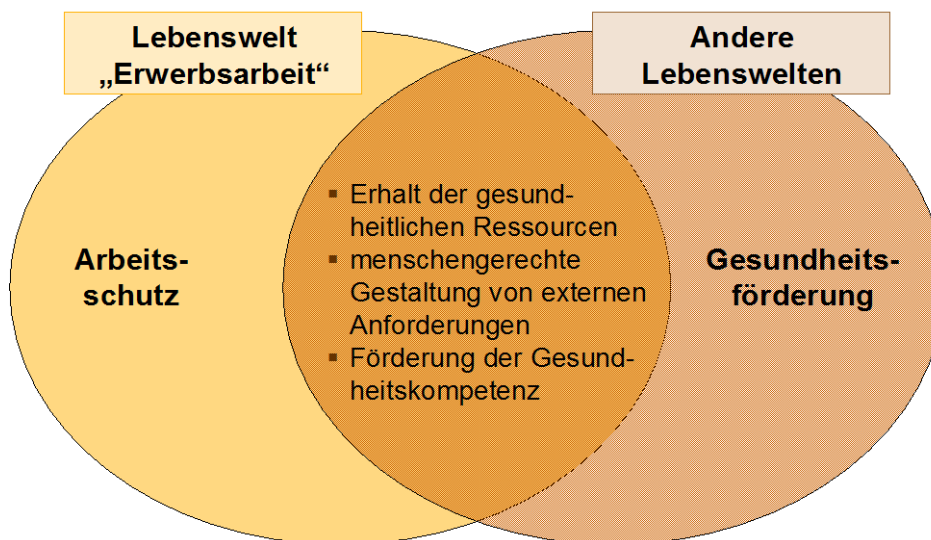 Lebenswelt
„Erwerbsarbeit“
Andere
Lebenswelten
Arbeits-
schutz
▪ Erhalt der gesund-
heitlichen Ressourcen
▪ menschengerechte
Gestaltung von externen
Anforderungen
▪ Förderung der Gesund-
heitskompetenz
Gesundheits-
förderung